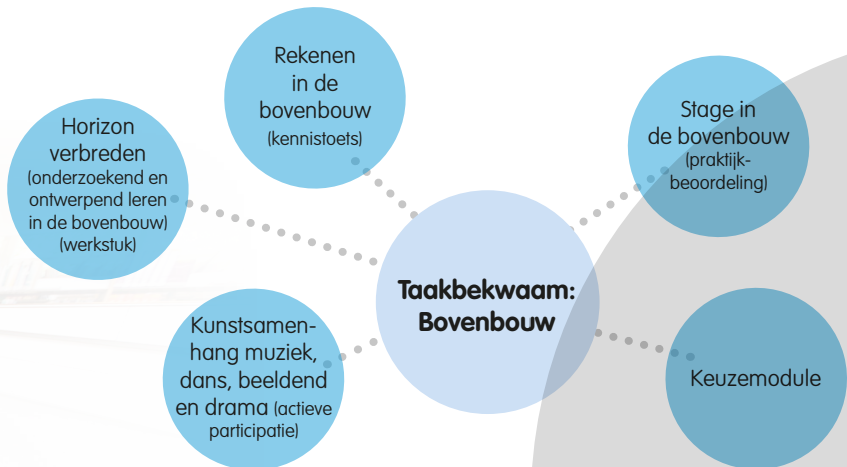 Rekenen
in de
bovenbouw
(kennistoets)
Horizon
verbreden
(onderzoekend en
ontwerpend leren
in de bovenbouw)
(werkstuk)
Stage in
de bovenbouw
(praktijk-
beoordeling)
Taakbekwaam:
Bovenbouw
Kunstsamen-
hang muziek,
dans, beeldend
en drama (actieve
participatie)
Keuzemodule